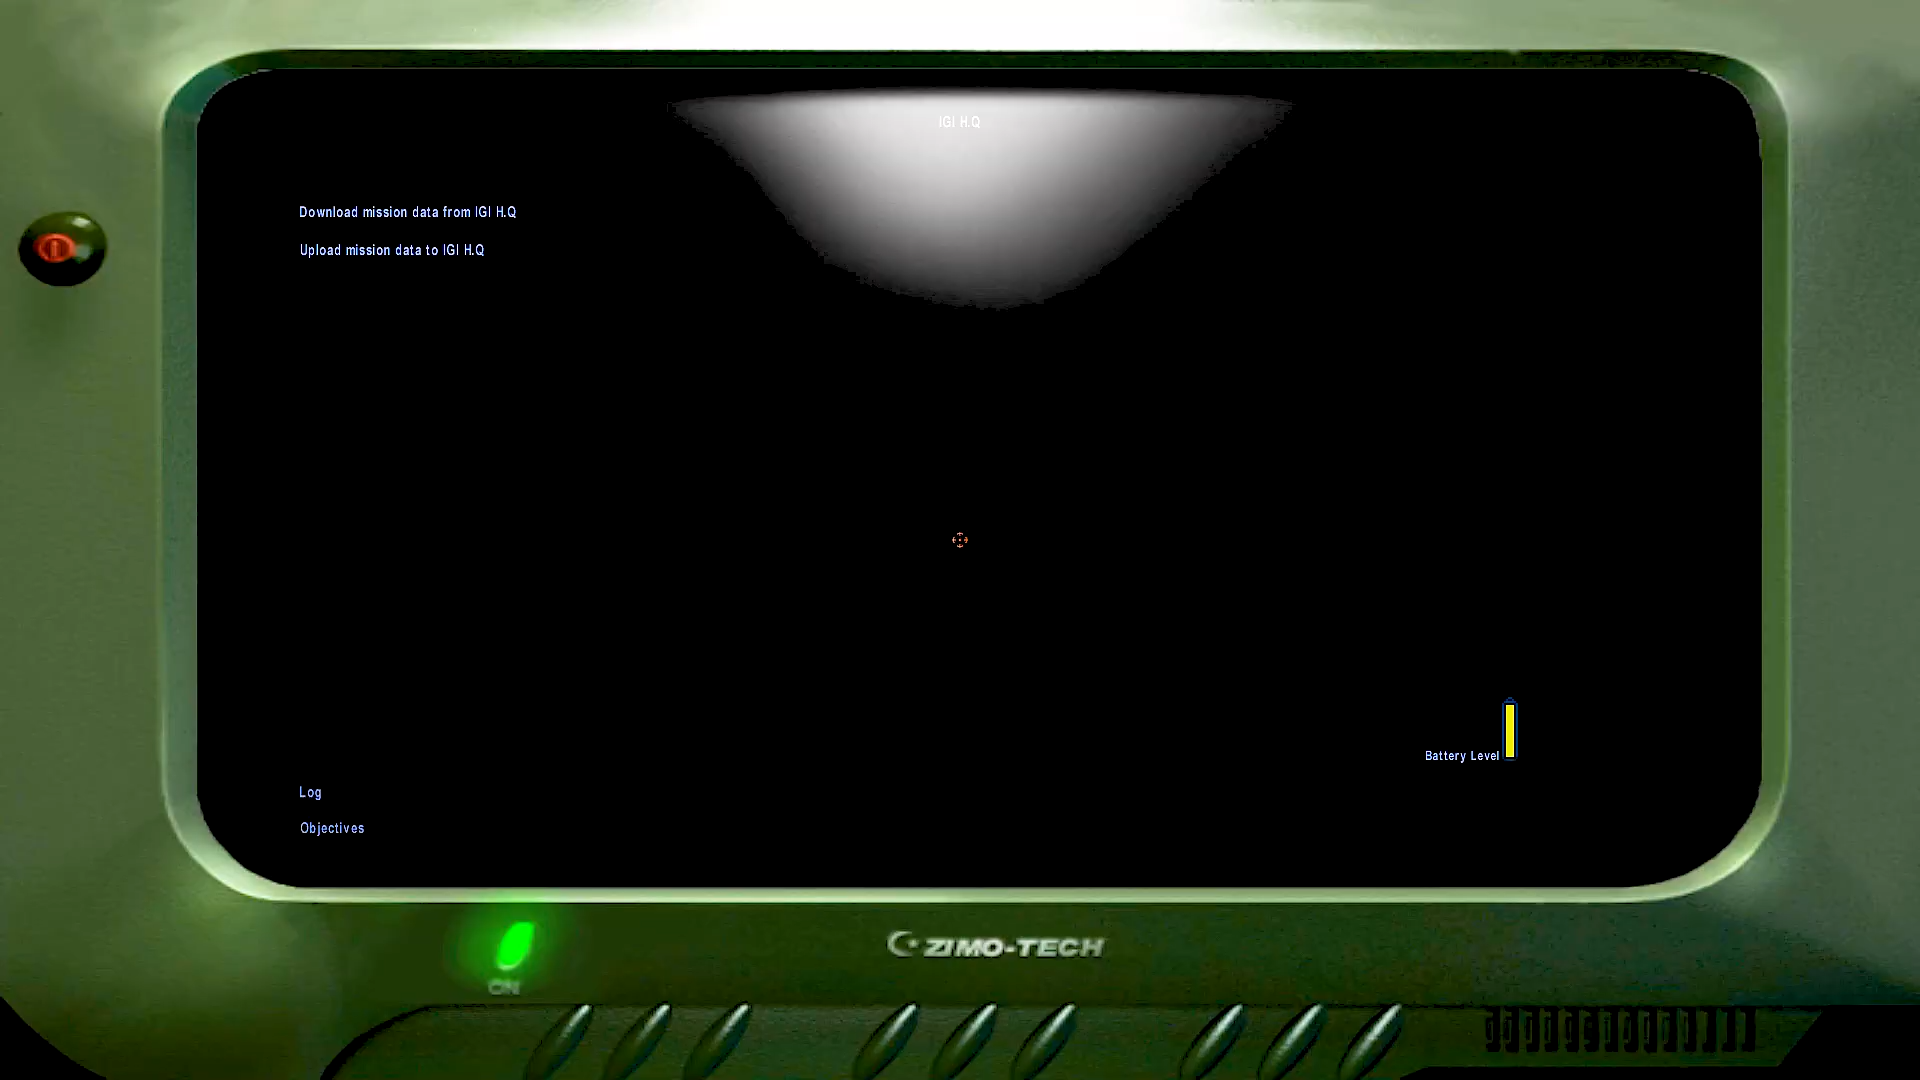 IGI H.Q
Download mission data from IGI H.Q
Upload mission data to IGI H.Q
Battery Level
Log
Objectives
ZIMO-TECH
ON